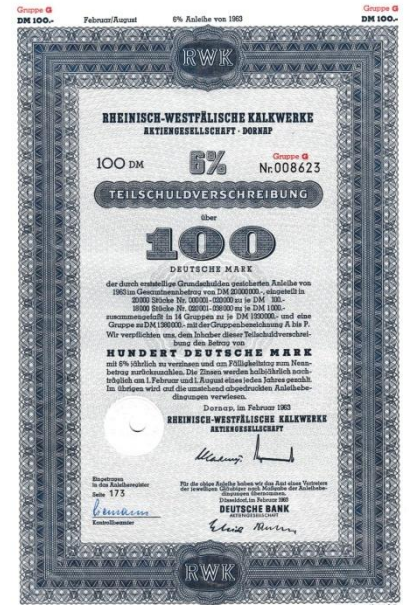 Gruppe G
DM 100.-
Februar/August
6% Anleihe von 1963
Gruppe G
DM 100.-
RWK
RHEINISCH-WESTFÄLISCHE KALKWERKE
AKTIENGESELLSCHAFT · DORNAP
100 DM
6%
Gruppe G
Nr. 008623
TEILSCHULDVERSCHREIBUNG
über
100
DEUTSCHE MARK
der durch erststellige Grundschulden gesicherten Anleihe von
1963 im Gesamtnennbetrag von DM 20000000.-, eingeteilt in
20000 Stücke Nr. 000001-020000 zu je DM 100.-
18000 Stücke Nr. 020001-038000 zu je DM 1000.-
zusammengefaßt in 14 Gruppen zu je DM 1330000.- und eine
Gruppe zu DM 1380000.- mit der Gruppenbezeichnung A bis P.
Wir verpflichten uns, dem Inhaber dieser Teilschuldverschrei-
bung den Betrag von
HUNDERT DEUTSCHE MARK
mit 6% jährlich zu verzinsen und am Fälligkeitstag zum Nenn-
betrag zurückzuzahlen. Die Zinsen werden halbjährlich nach-
träglich am 1. Februar und 1. August eines jeden Jahres gezahlt.
Im übrigen wird auf die umstehend abgedruckten Anleihebe-
dingungen verwiesen.
Dornap, im Februar 1963
RHEINISCH-WESTFÄLISCHE KALKWERKE
AKTIENGESELLSCHAFT
Eingetragen
in das Anleiheregister
Seite 173
Kontrollbeamter
Für die obige Anleihe haben wir das Amt eines Vertreters
der jeweiligen Gläubiger nach Maßgabe der Anleihebe-
dingungen übernommen.
Düsseldorf, im Februar 1963
DEUTSCHE BANK
AKTIENGESELLSCHAFT
RWK